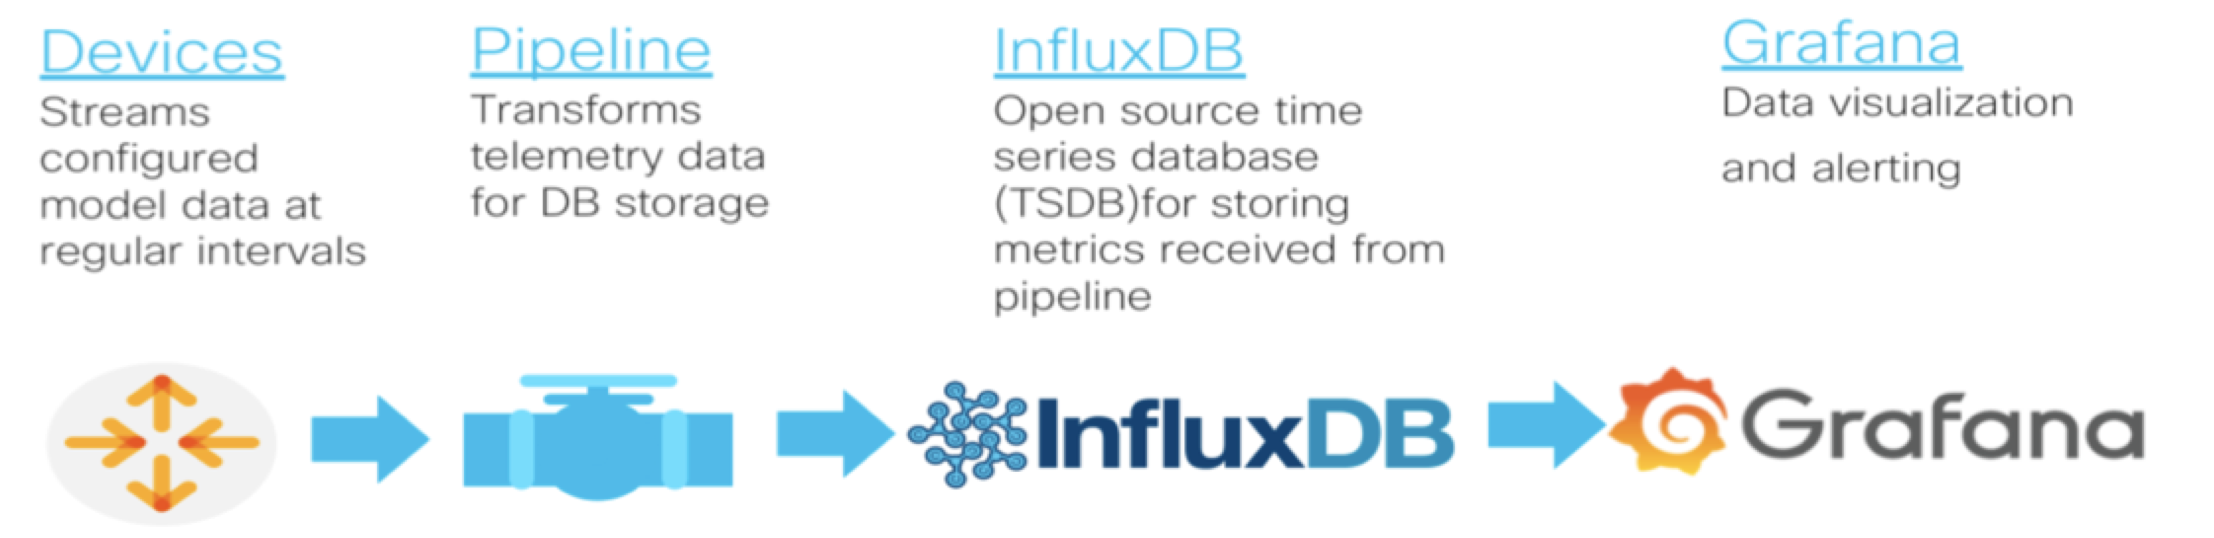 Devices
Streams
configured
model data at
regular intervals
Pipeline
Transforms
telemetry data
for DB storage
InfluxDB
Open source time
series database
(TSDB)for storing
metrics received from
pipeline
Grafana
Data visualization
and alerting
InfluxDB
Grafana